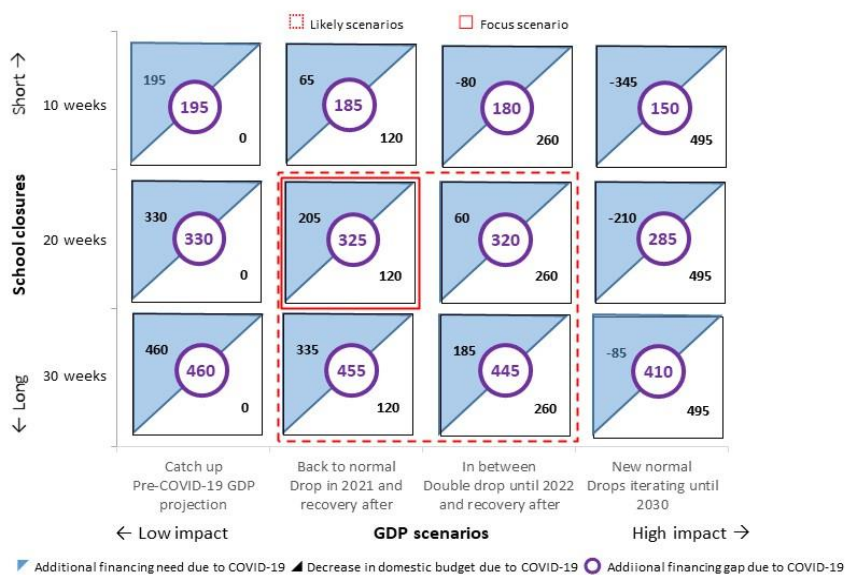 Likely scenarios
Focus scenario
Short →
School closures
← Long
10 weeks
195
195
0
65
185
120
-80
180
260
-345
150
495
20 weeks
330
330
0
205
325
120
60
320
260
-210
285
495
30 weeks
460
460
0
335
455
120
185
445
260
-85
410
495
Catch up
Pre-COVID-19 GDP
projection
Back to normal
Drop in 2021 and
recovery after
In between
Double drop until 2022
and recovery after
New normal
Drops iterating until
2030
← Low impact
GDP scenarios
High impact →
Additional financing need due to COVID-19
Decrease in domestic budget due to COVID-19
Addiional financing gap due to COVID-19